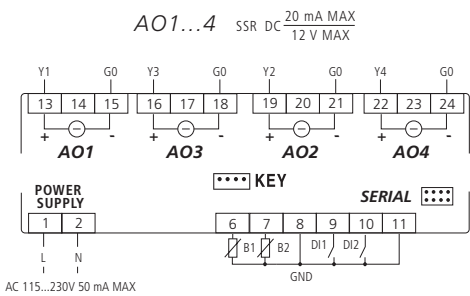 AO1...4 SSR DC 20 mA MAX
12 V MAX
Y1 G0 Y3 G0 Y2 G0 Y4 G0
13 14 15 16 17 18 19 20 21 22 23 24
+ - + - + - + -
AO1 AO3 AO2 AO4
KEY
POWER
SUPPLY
SERIAL
1 2 6 7 8 9 10 11
L N B1 B2 DI1 DI2
GND
AC 115...230V 50 mA MAX